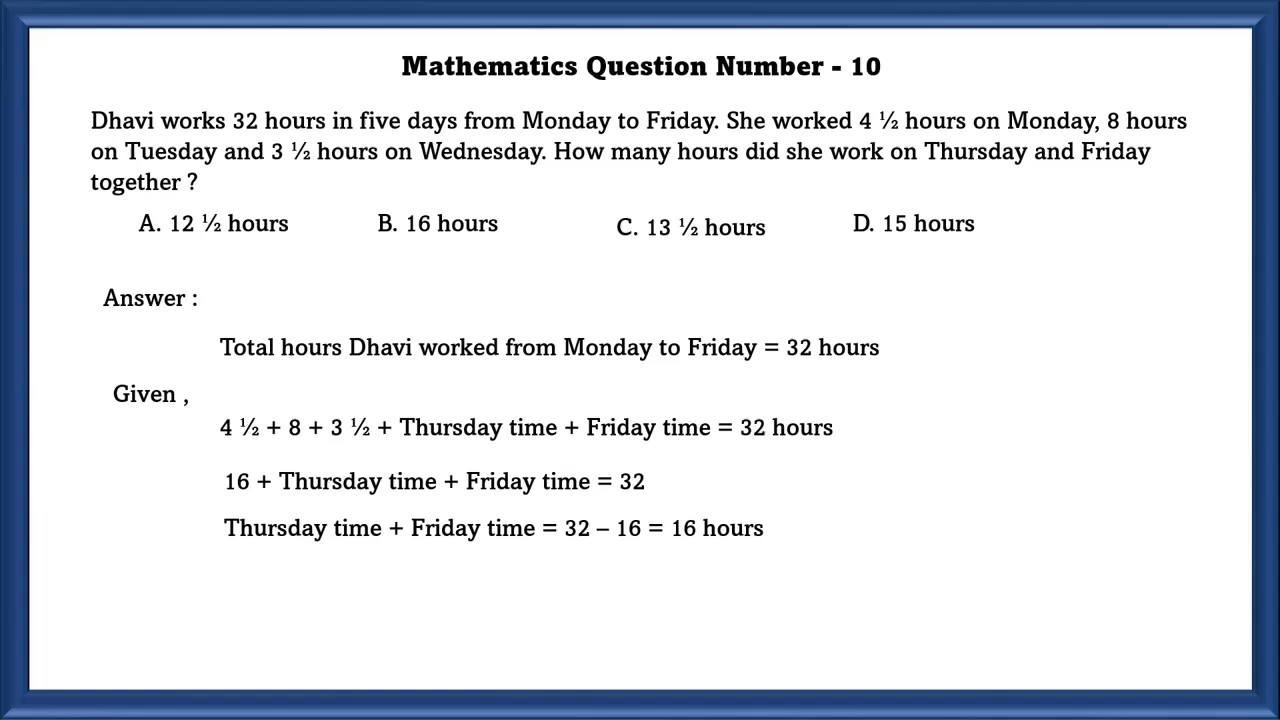 Mathematics Question Number - 10
Dhavi works 32 hours in five days from Monday to Friday. She worked 4 ½ hours on Monday, 8 hours
on Tuesday and 3 ½ hours on Wednesday. How many hours did she work on Thursday and Friday
together ?
A. 12 ½ hours B. 16 hours C. 13 ½ hours D. 15 hours
Answer :
Total hours Dhavi worked from Monday to Friday = 32 hours
Given ,
4 ½ + 8 + 3 ½ + Thursday time + Friday time = 32 hours
16 + Thursday time + Friday time = 32
Thursday time + Friday time = 32 – 16 = 16 hours